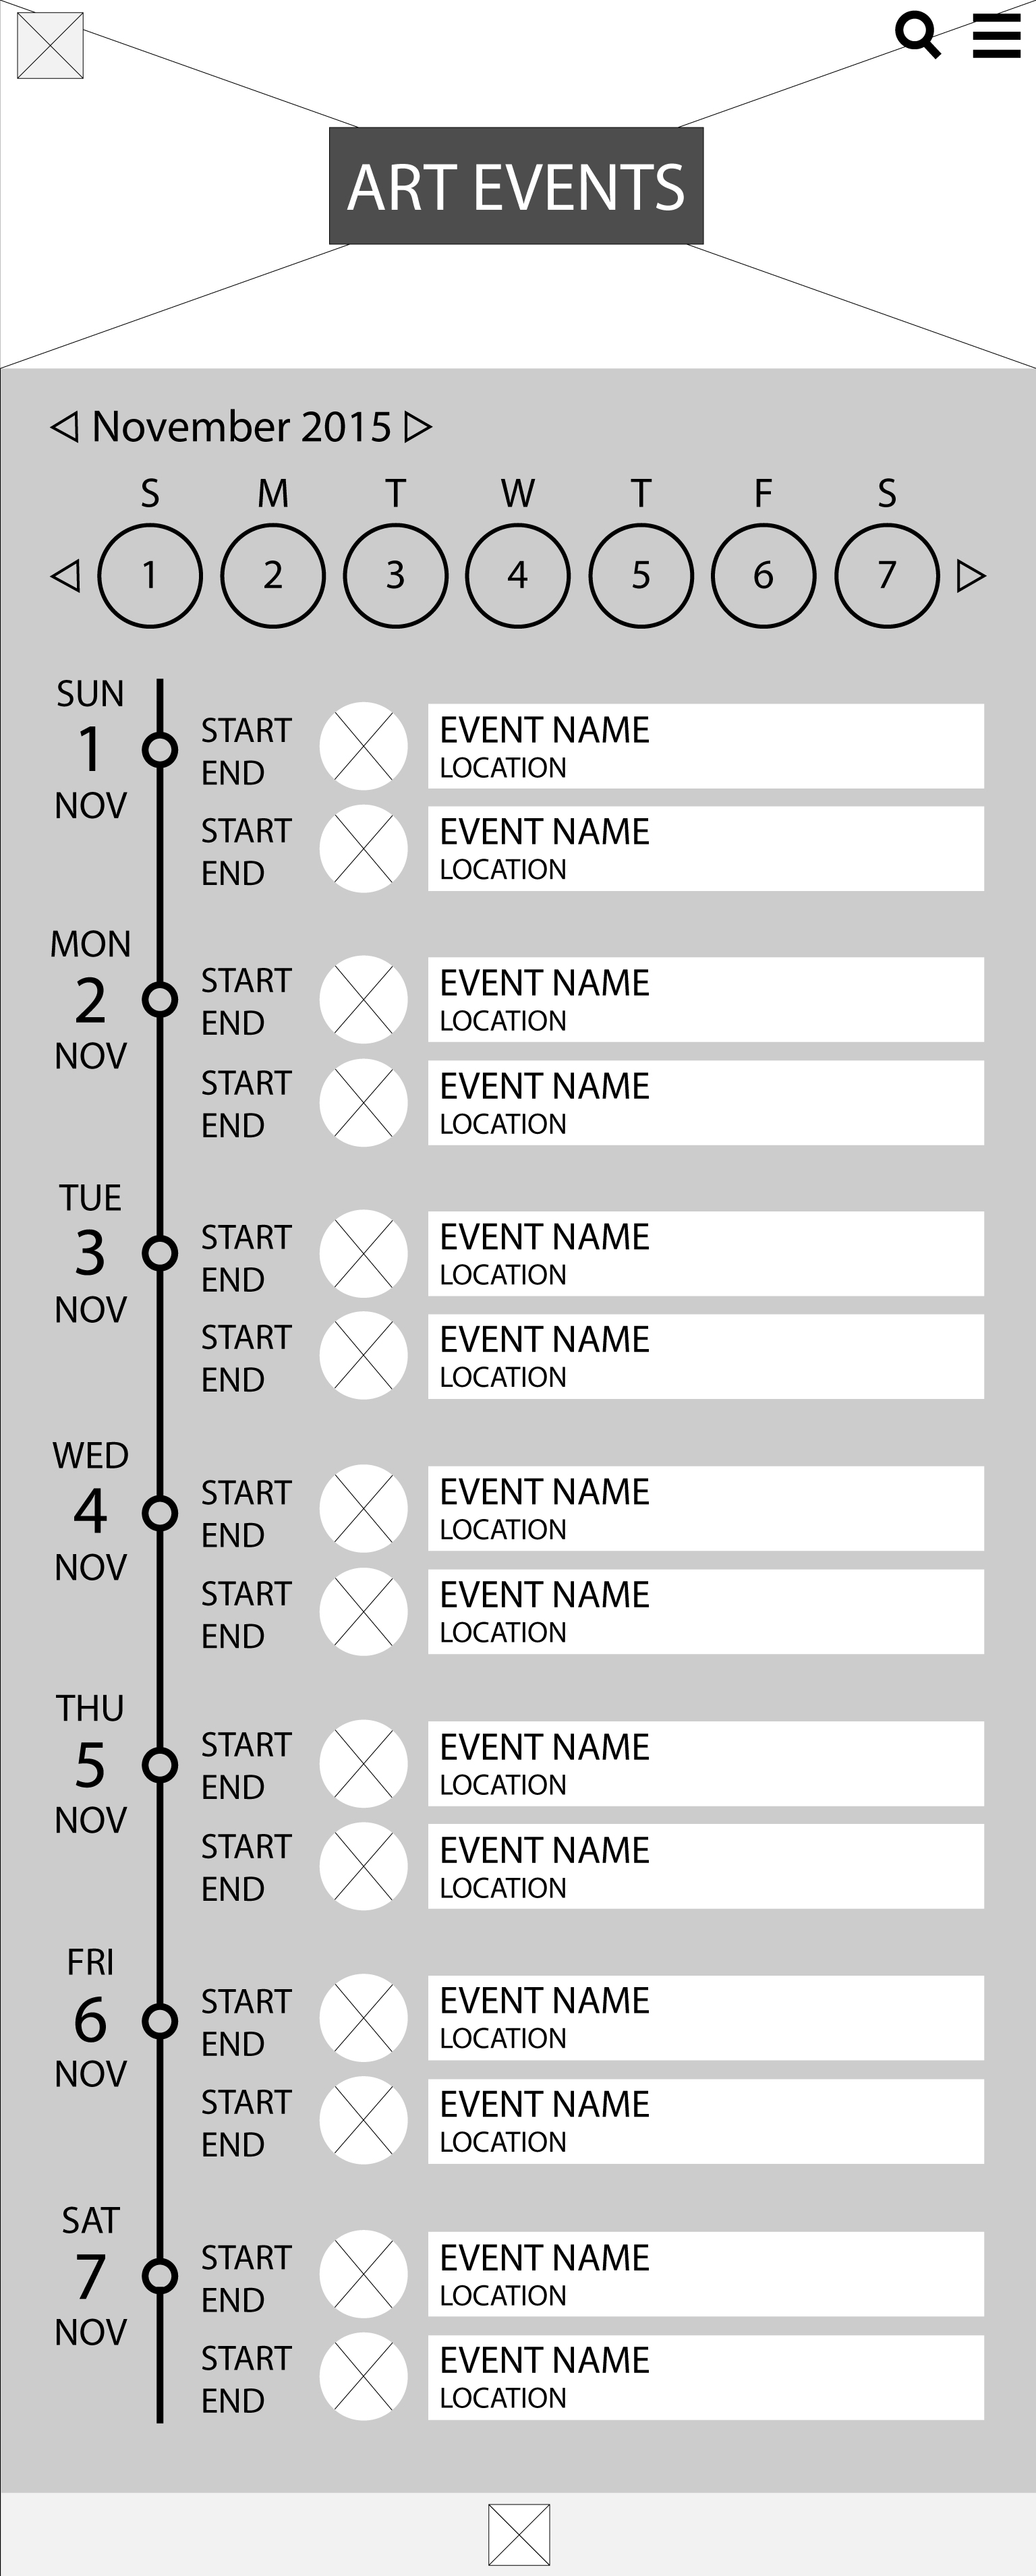 ART EVENTS
November 2015
S M T W T F S
1 2 3 4 5 6 7
SUN
1
NOV
START
END
EVENT NAME
LOCATION
START
END
EVENT NAME
LOCATION
MON
2
NOV
START
END
EVENT NAME
LOCATION
START
END
EVENT NAME
LOCATION
TUE
3
NOV
START
END
EVENT NAME
LOCATION
START
END
EVENT NAME
LOCATION
WED
4
NOV
START
END
EVENT NAME
LOCATION
START
END
EVENT NAME
LOCATION
THU
5
NOV
START
END
EVENT NAME
LOCATION
START
END
EVENT NAME
LOCATION
FRI
6
NOV
START
END
EVENT NAME
LOCATION
START
END
EVENT NAME
LOCATION
SAT
7
NOV
START
END
EVENT NAME
LOCATION
START
END
EVENT NAME
LOCATION